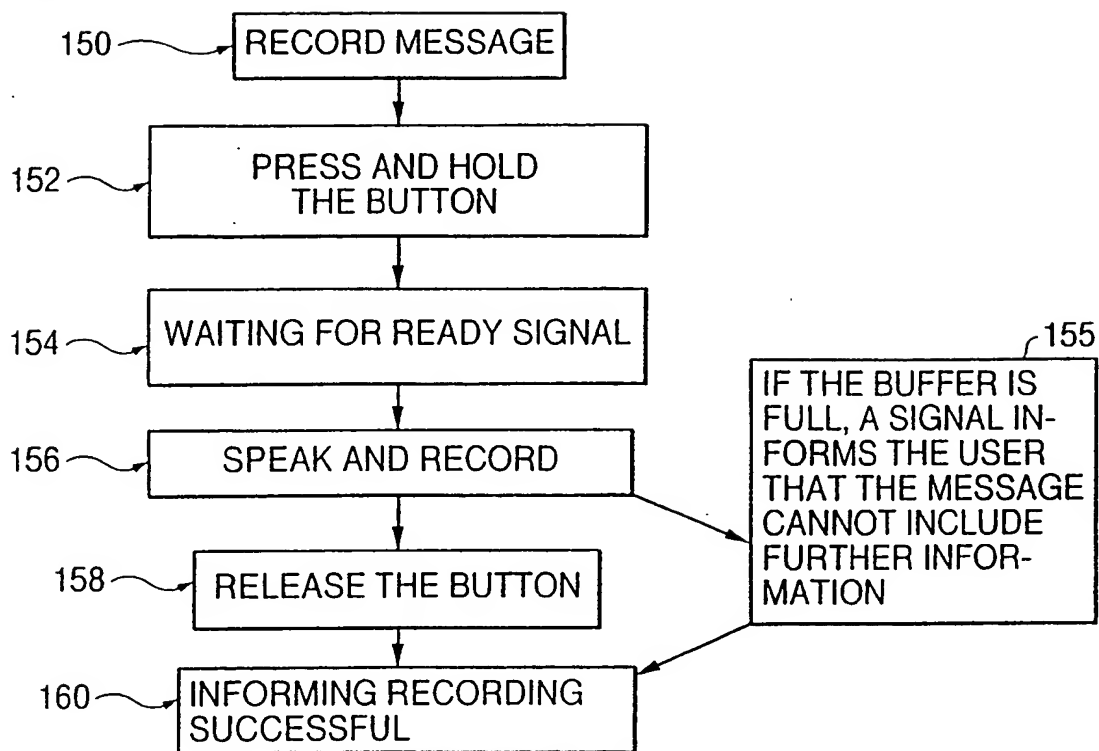 150
RECORD MESSAGE
152
PRESS AND HOLD
THE BUTTON
154
WAITING FOR READY SIGNAL
155
IF THE BUFFER IS
FULL, A SIGNAL IN-
FORMS THE USER
THAT THE MESSAGE
CANNOT INCLUDE
FURTHER INFOR-
MATION
156
SPEAK AND RECORD
158
RELEASE THE BUTTON
160
INFORMING RECORDING
SUCCESSFUL